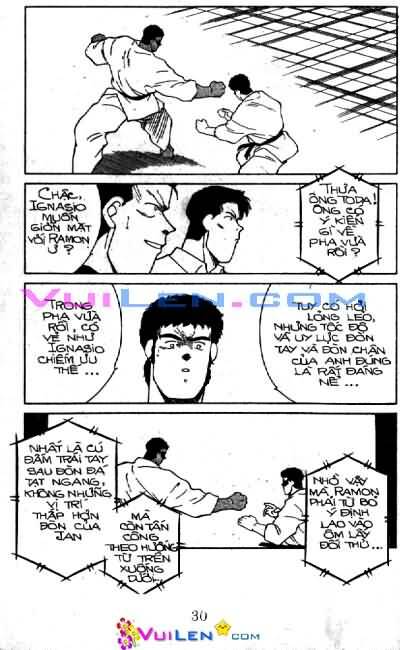 THƯA
ÔNG TODA!
ÔNG CÓ
Ý KIẾN
GÌ VỀ
PHA VỪA
RỒI?
CHẬC,
IGNASIO
MUỐN
GIỠN MẶT
VỚI RAMON
Ư?
TUY CÓ HƠI
LỎNG LẺO,
NHƯNG TỐC ĐỘ
VÀ UY LỰC ĐÒN
TAY VÀ ĐÒN CHÂN
CỦA ANH ĐÚNG
LÀ RẤT ĐÁNG
NỂ ...
TRONG
PHA VỪA
RỒI, CÓ
VẺ NHƯ
IGNASIO
CHIẾM ƯU
THẾ ...
VUILEN.COM
NHỜ VẬY
MÀ RAMON
PHẢI TỪ BỎ
Ý ĐỊNH
LAO VÀO
ÔM LẤY
ĐỐI THỦ...
NHẤT LÀ CÚ
ĐẤM TRÁI TAY
SAU ĐÒN ĐÁ
TẠT NGANG,
KHÔNG NHỮNG
VỊ TRÍ
THẤP HƠN
ĐÒN CỦA
JAN
MÀ
CÒN TẤN
CÔNG
THEO HƯỚNG
TỪ TRÊN
XUỐNG
DƯỚI...
30
VUILEN.COM